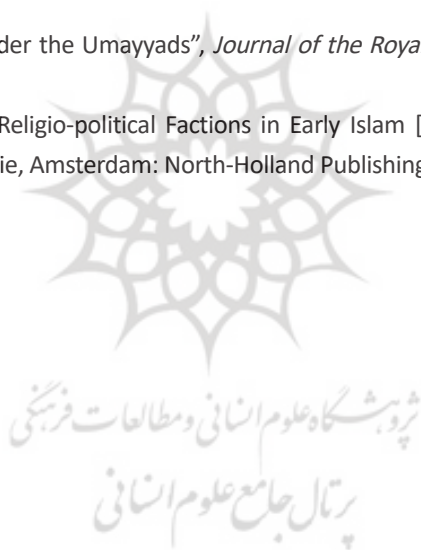 der the Umayyads”, Journal of the Roya
Religio-political Factions in Early Islam [
ie, Amsterdam: North-Holland Publishing
پژوهشگاه علوم انسانی و مطالعات فرهنگی
پرتال جامع علوم انسانی